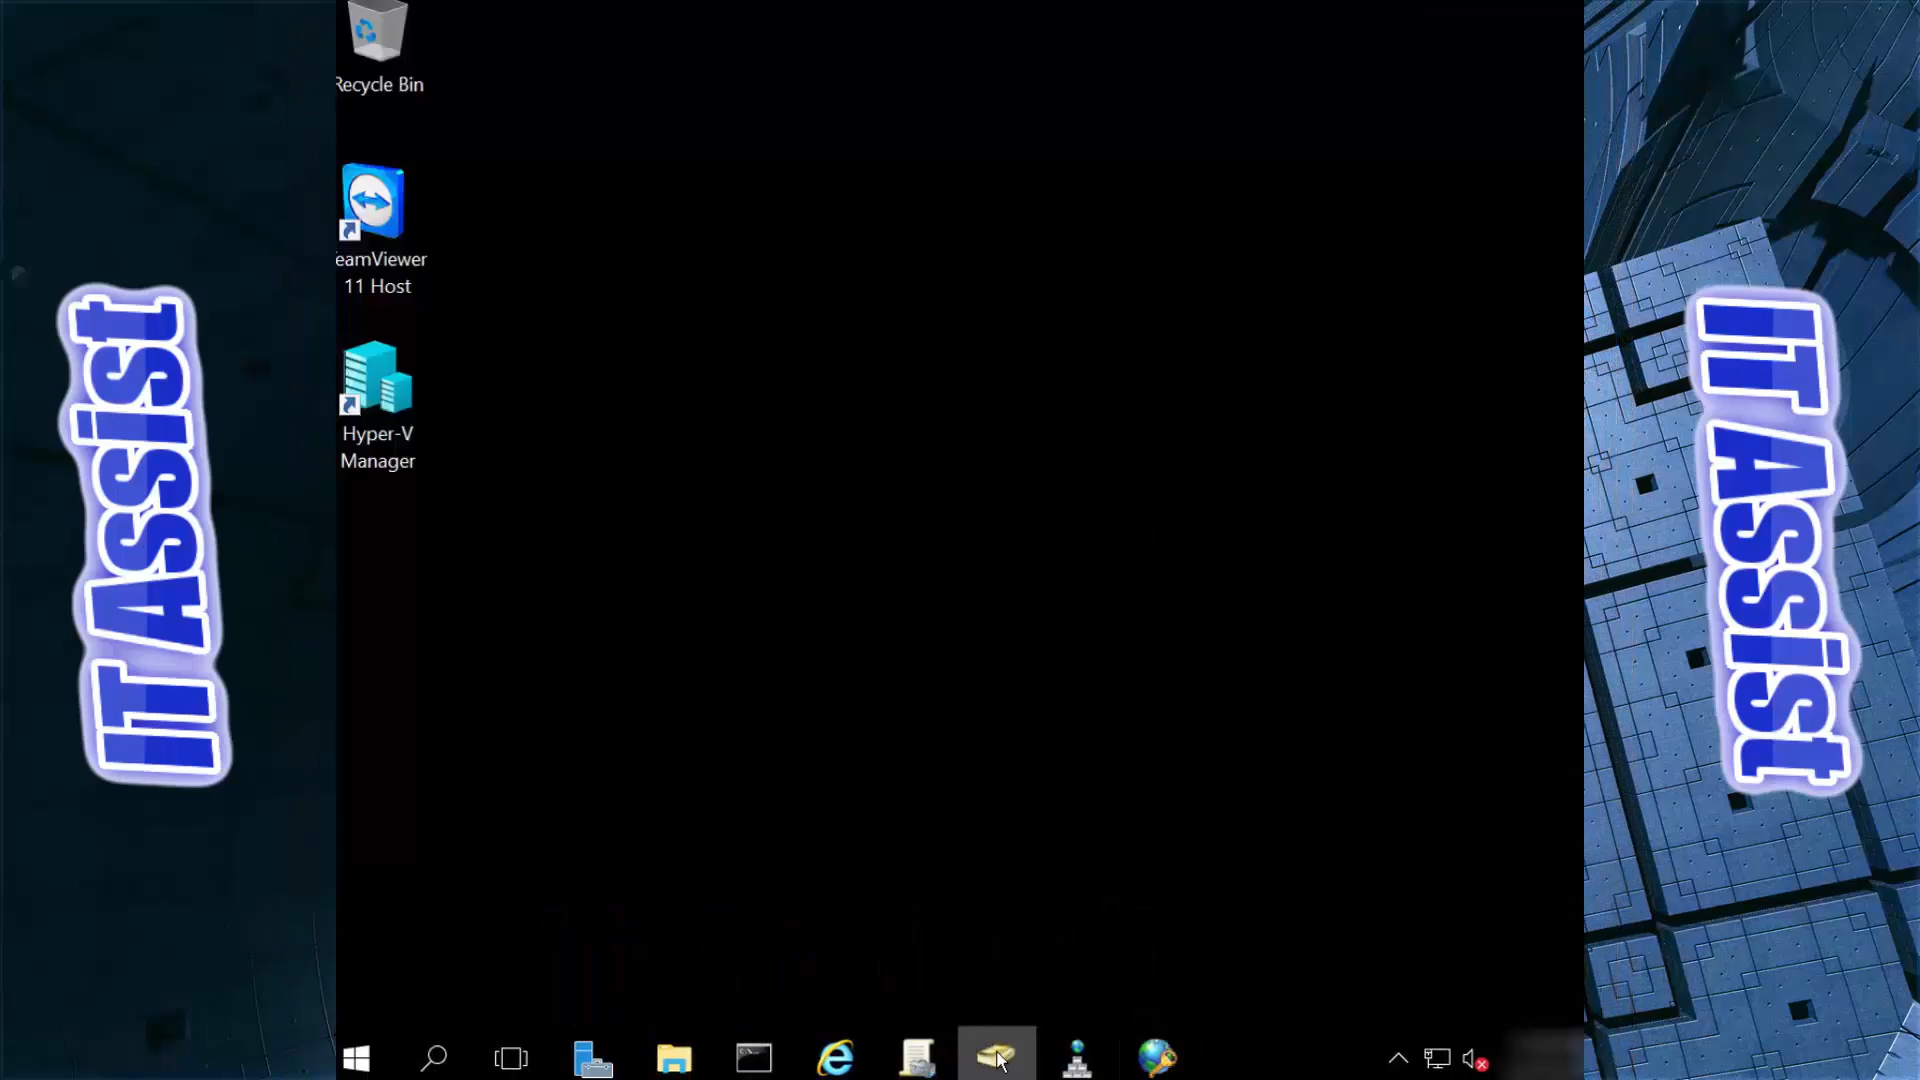 IT Assist
Recycle Bin
eamViewer
11 Host
Hyper-V
Manager
IT Assist